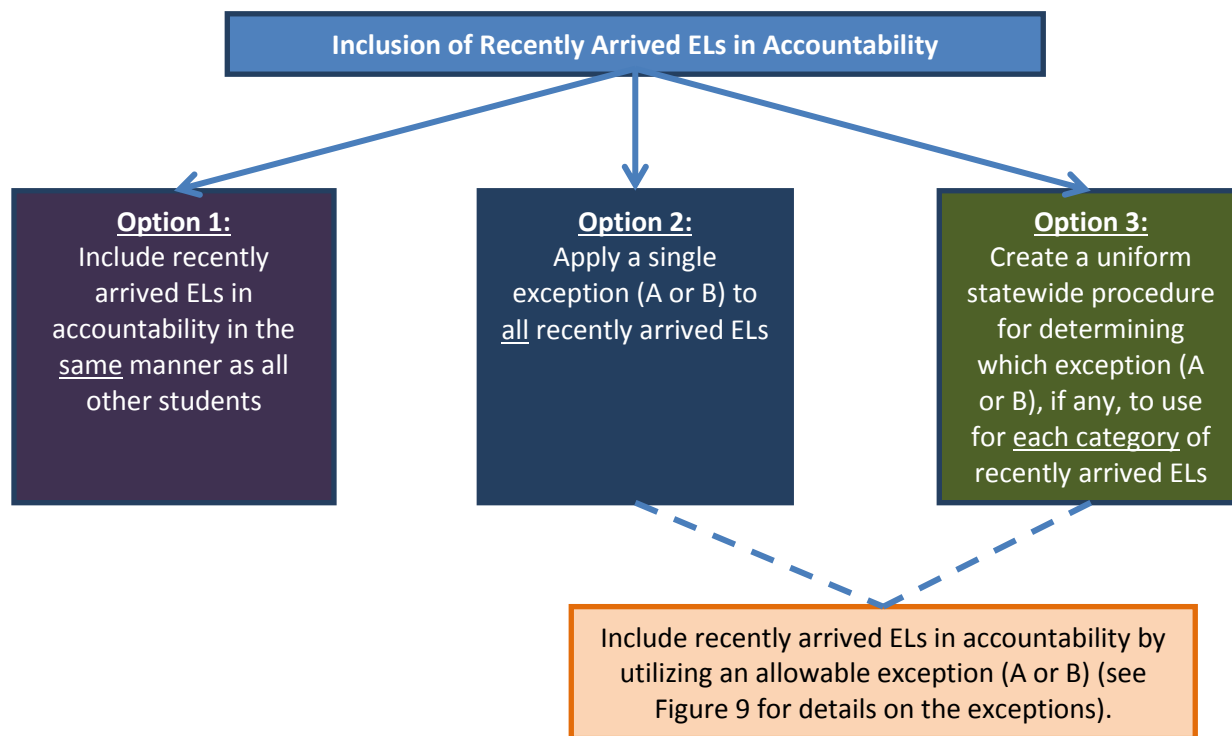 Inclusion of Recently Arrived ELs in Accountability
Option 1:
Include recently
arrived ELs in
accountability in the
same manner as all
other students
Option 2:
Apply a single
exception (A or B) to
all recently arrived ELs
Option 3:
Create a uniform
statewide procedure
for determining
which exception (A
or B), if any, to use
for each category of
recently arrived ELs
Include recently arrived ELs in accountability by
utilizing an allowable exception (A or B) (see
Figure 9 for details on the exceptions).